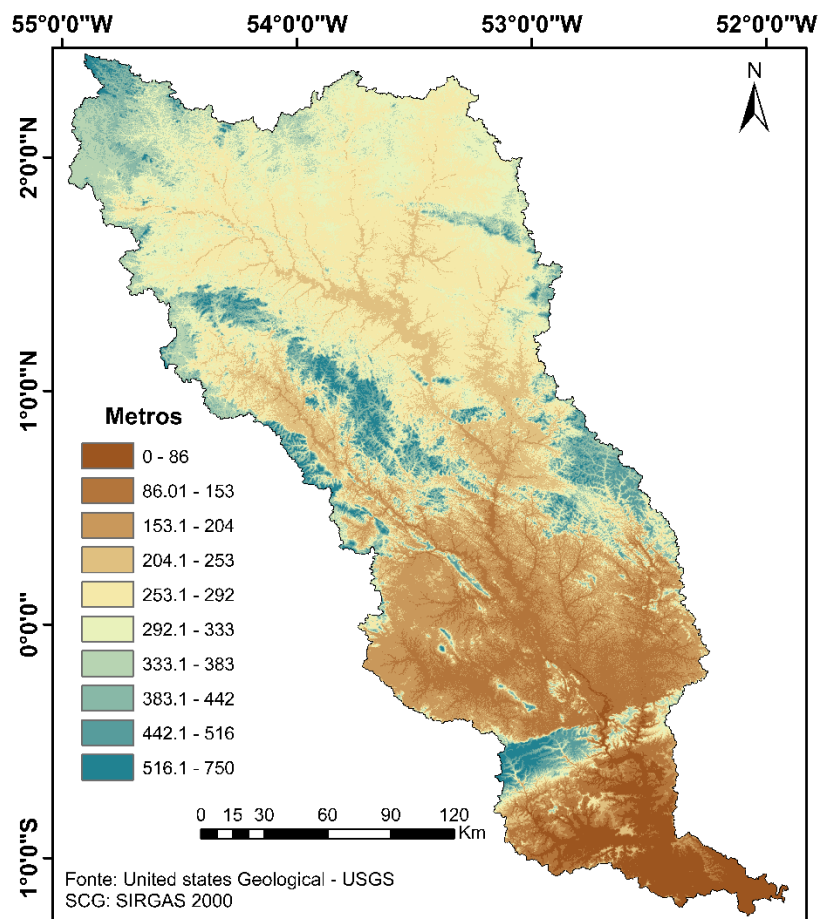 55°0'0"W 54°0'0"W 53°0'0"W 52°0'0"W
N
2°0'0"N
1°0'0"N
0°0'0"
1°0'0"S
Metros
0 - 86
86.01 - 153
153.1 - 204
204.1 - 253
253.1 - 292
292.1 - 333
333.1 - 383
383.1 - 442
442.1 - 516
516.1 - 750
0 15 30 60 90 120
Km
Fonte: United states Geological - USGS
SCG: SIRGAS 2000